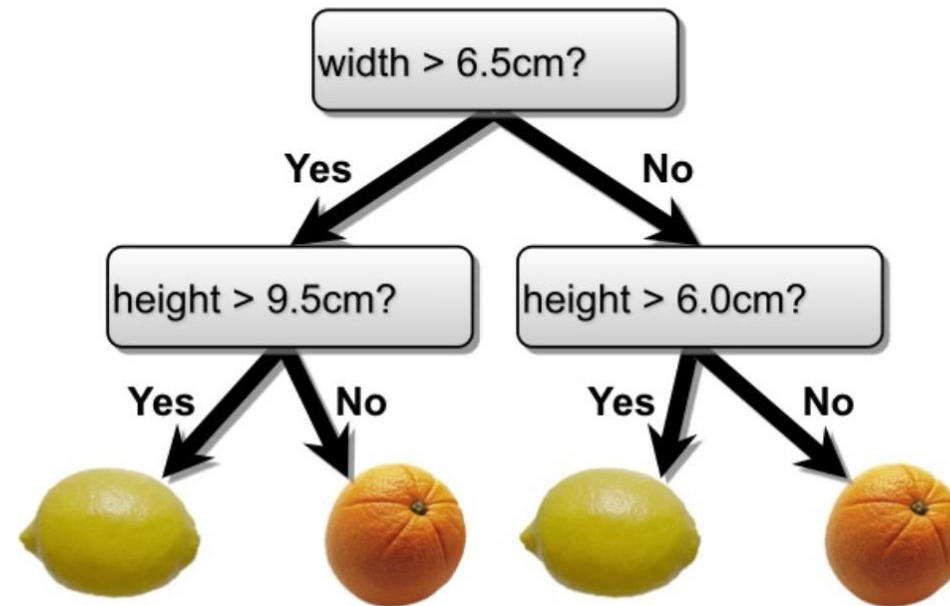 width > 6.5cm?
Yes
No
height > 9.5cm?
height > 6.0cm?
Yes
No
Yes
No